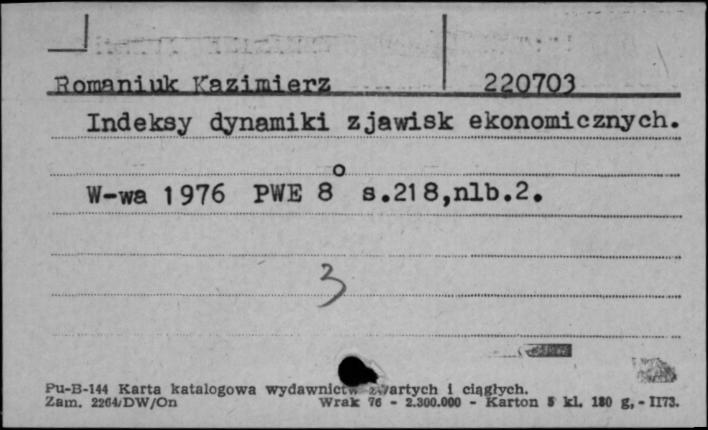 Romaniuk Kazimierz 220703
Indeksy dynamiki zjawisk ekonomicznych.
W-wa 1976 PWE 8° s.218,nlb.2.
3
Pu-B-144 Karta katalogowa wydawnictw zwartych i ciągłych.
Zam. 2264/DW/On Wrak 76 - 2.300.000 - Karton 5 kl. 180 g, - II73.